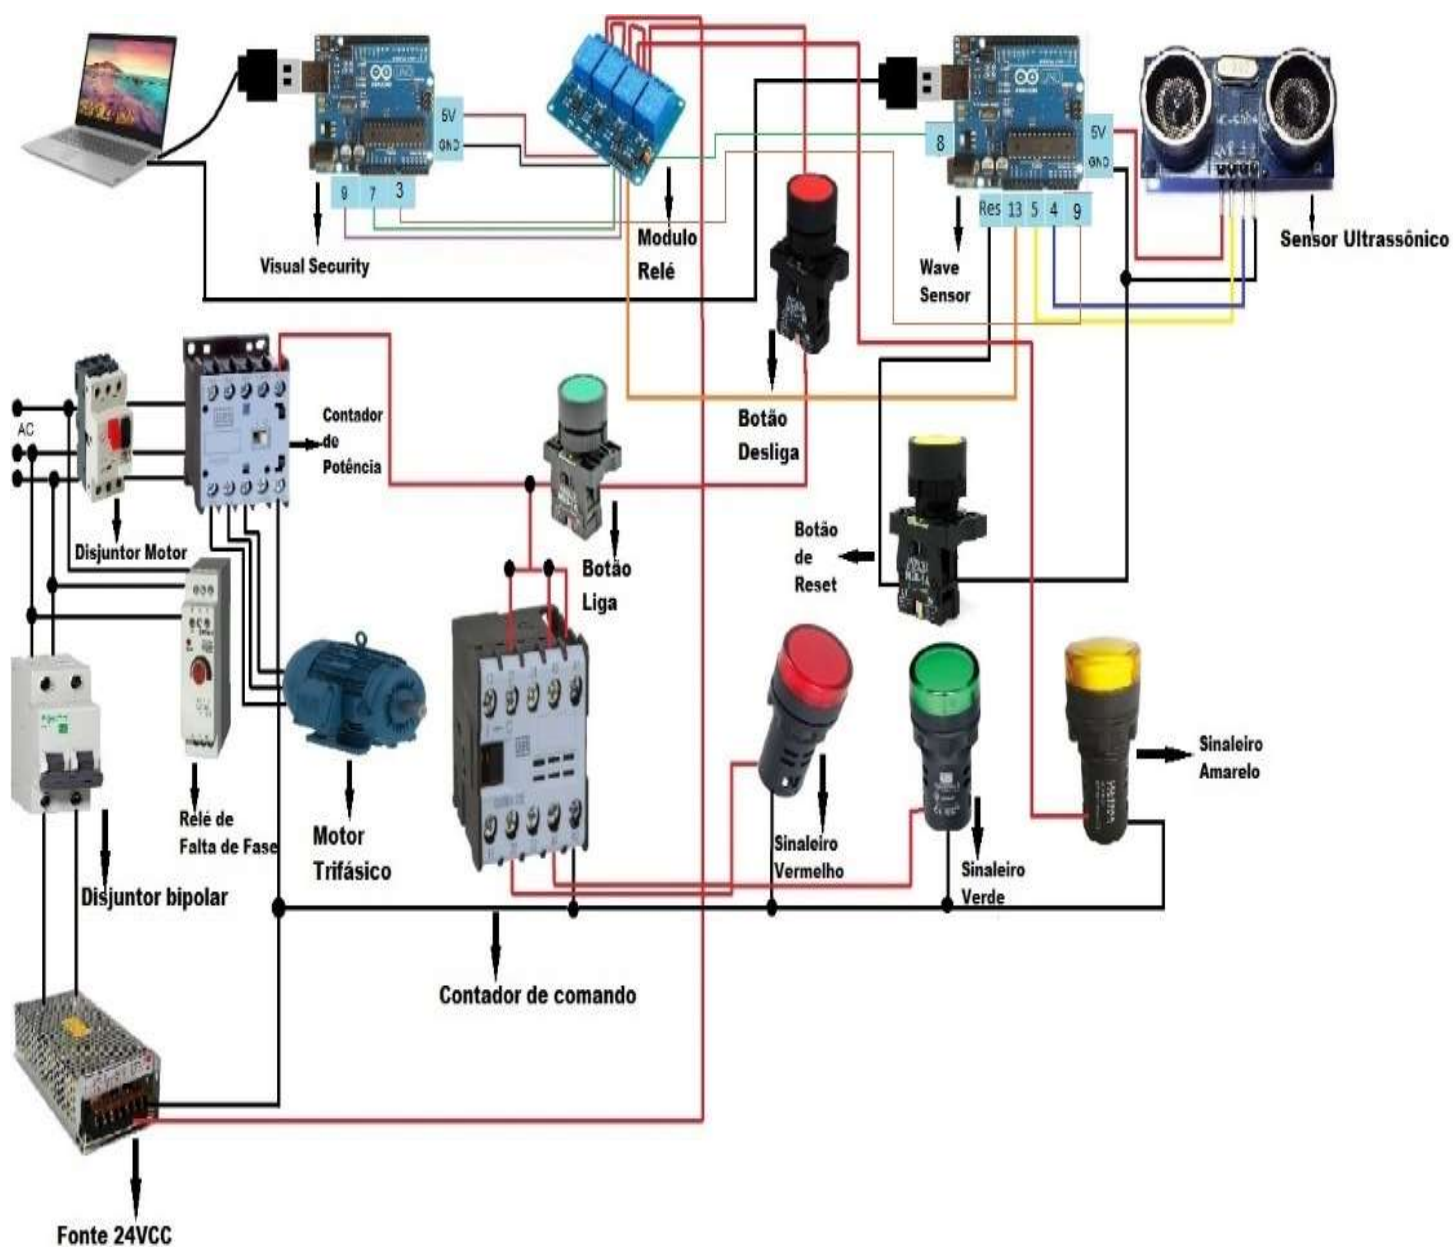 5V
GND
9
7
3
Visual Security
Modulo
Relé
8
5V
GND
Res
13
5
4
9
Wave
Sensor
Sensor Ultrassônico
AC
Contador
de
Potência
Disjuntor Motor
Botão
Desliga
Botão
Liga
Botão
de
Reset
Relé de
Falta de Fase
Motor
Trifásico
Disjuntor bipolar
Sinaleiro
Vermelho
Sinaleiro
Verde
Sinaleiro
Amarelo
Contador de comando
Fonte 24VCC